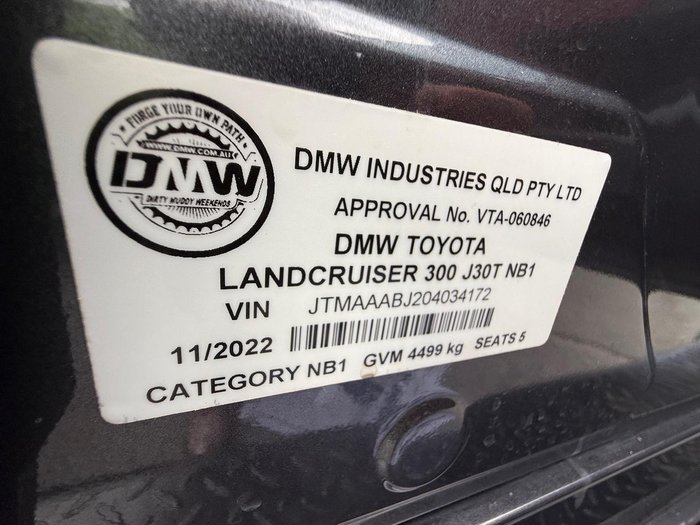 FORGE YOUR OWN PATH
WWW.DMW.COM.AU
DMW
DIRTY MUDDY WEEKENDS
DMW INDUSTRIES QLD PTY LTD
APPROVAL No. VTA-060846
DMW TOYOTA
LANDCRUISER 300 J30T NB1
VIN JTMAAABJ204034172
11/2022
CATEGORY NB1 GVM 4499 kg SEATS 5